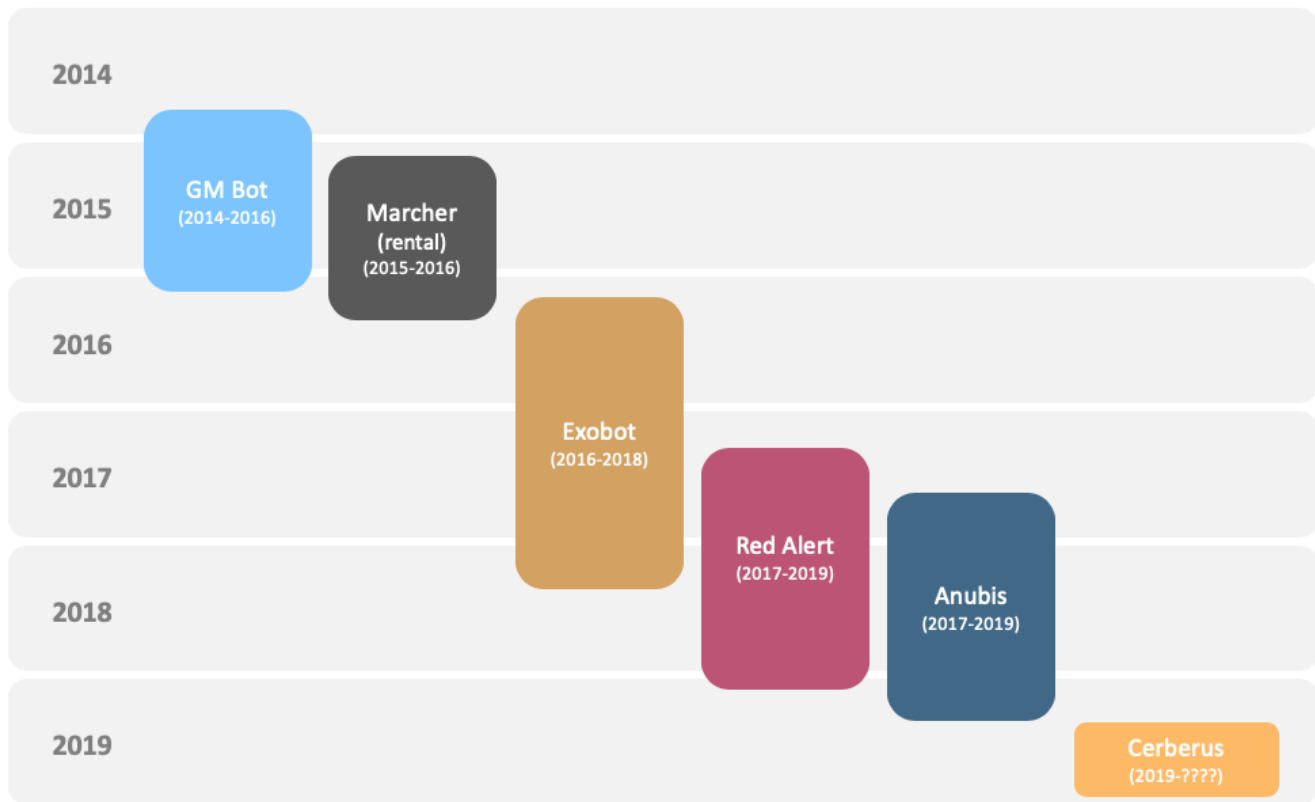 2014
GM Bot
(2014-2016)
2015
Marcher
(rental)
(2015-2016)
2016
Exobot
(2016-2018)
2017
Red Alert
(2017-2019)
Anubis
(2017-2019)
2018
2019
Cerberus
(2019-????)